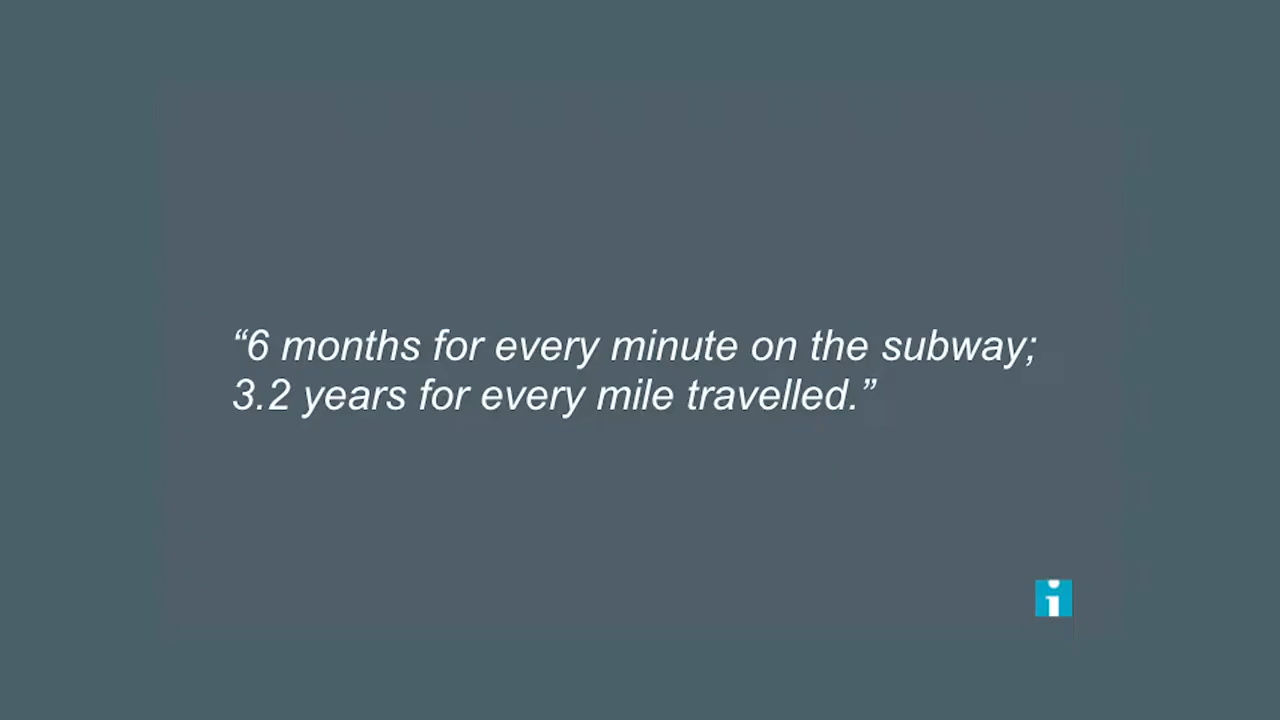 “6 months for every minute on the subway;
3.2 years for every mile travelled.”
i